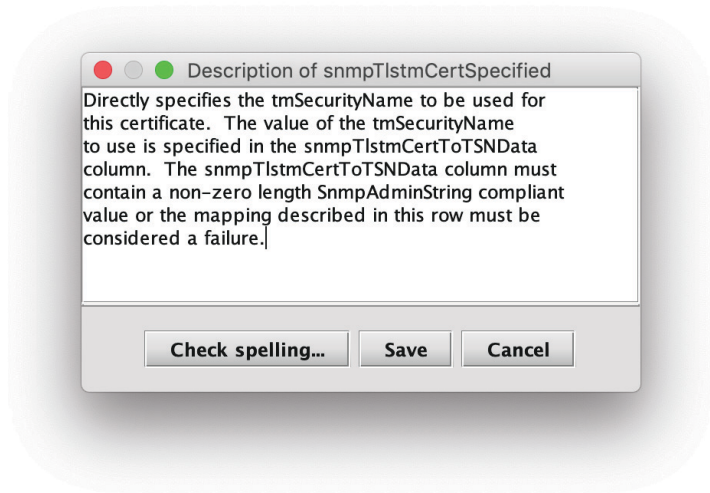 Description of snmpTlstmCertSpecified
Directly specifies the tmSecurityName to be used for
this certificate.  The value of the tmSecurityName
to use is specified in the snmpTlstmCertToTSNData
column.  The snmpTlstmCertToTSNData column must
contain a non-zero length SnmpAdminString compliant
value or the mapping described in this row must be
considered a failure.
Check spelling... Save Cancel